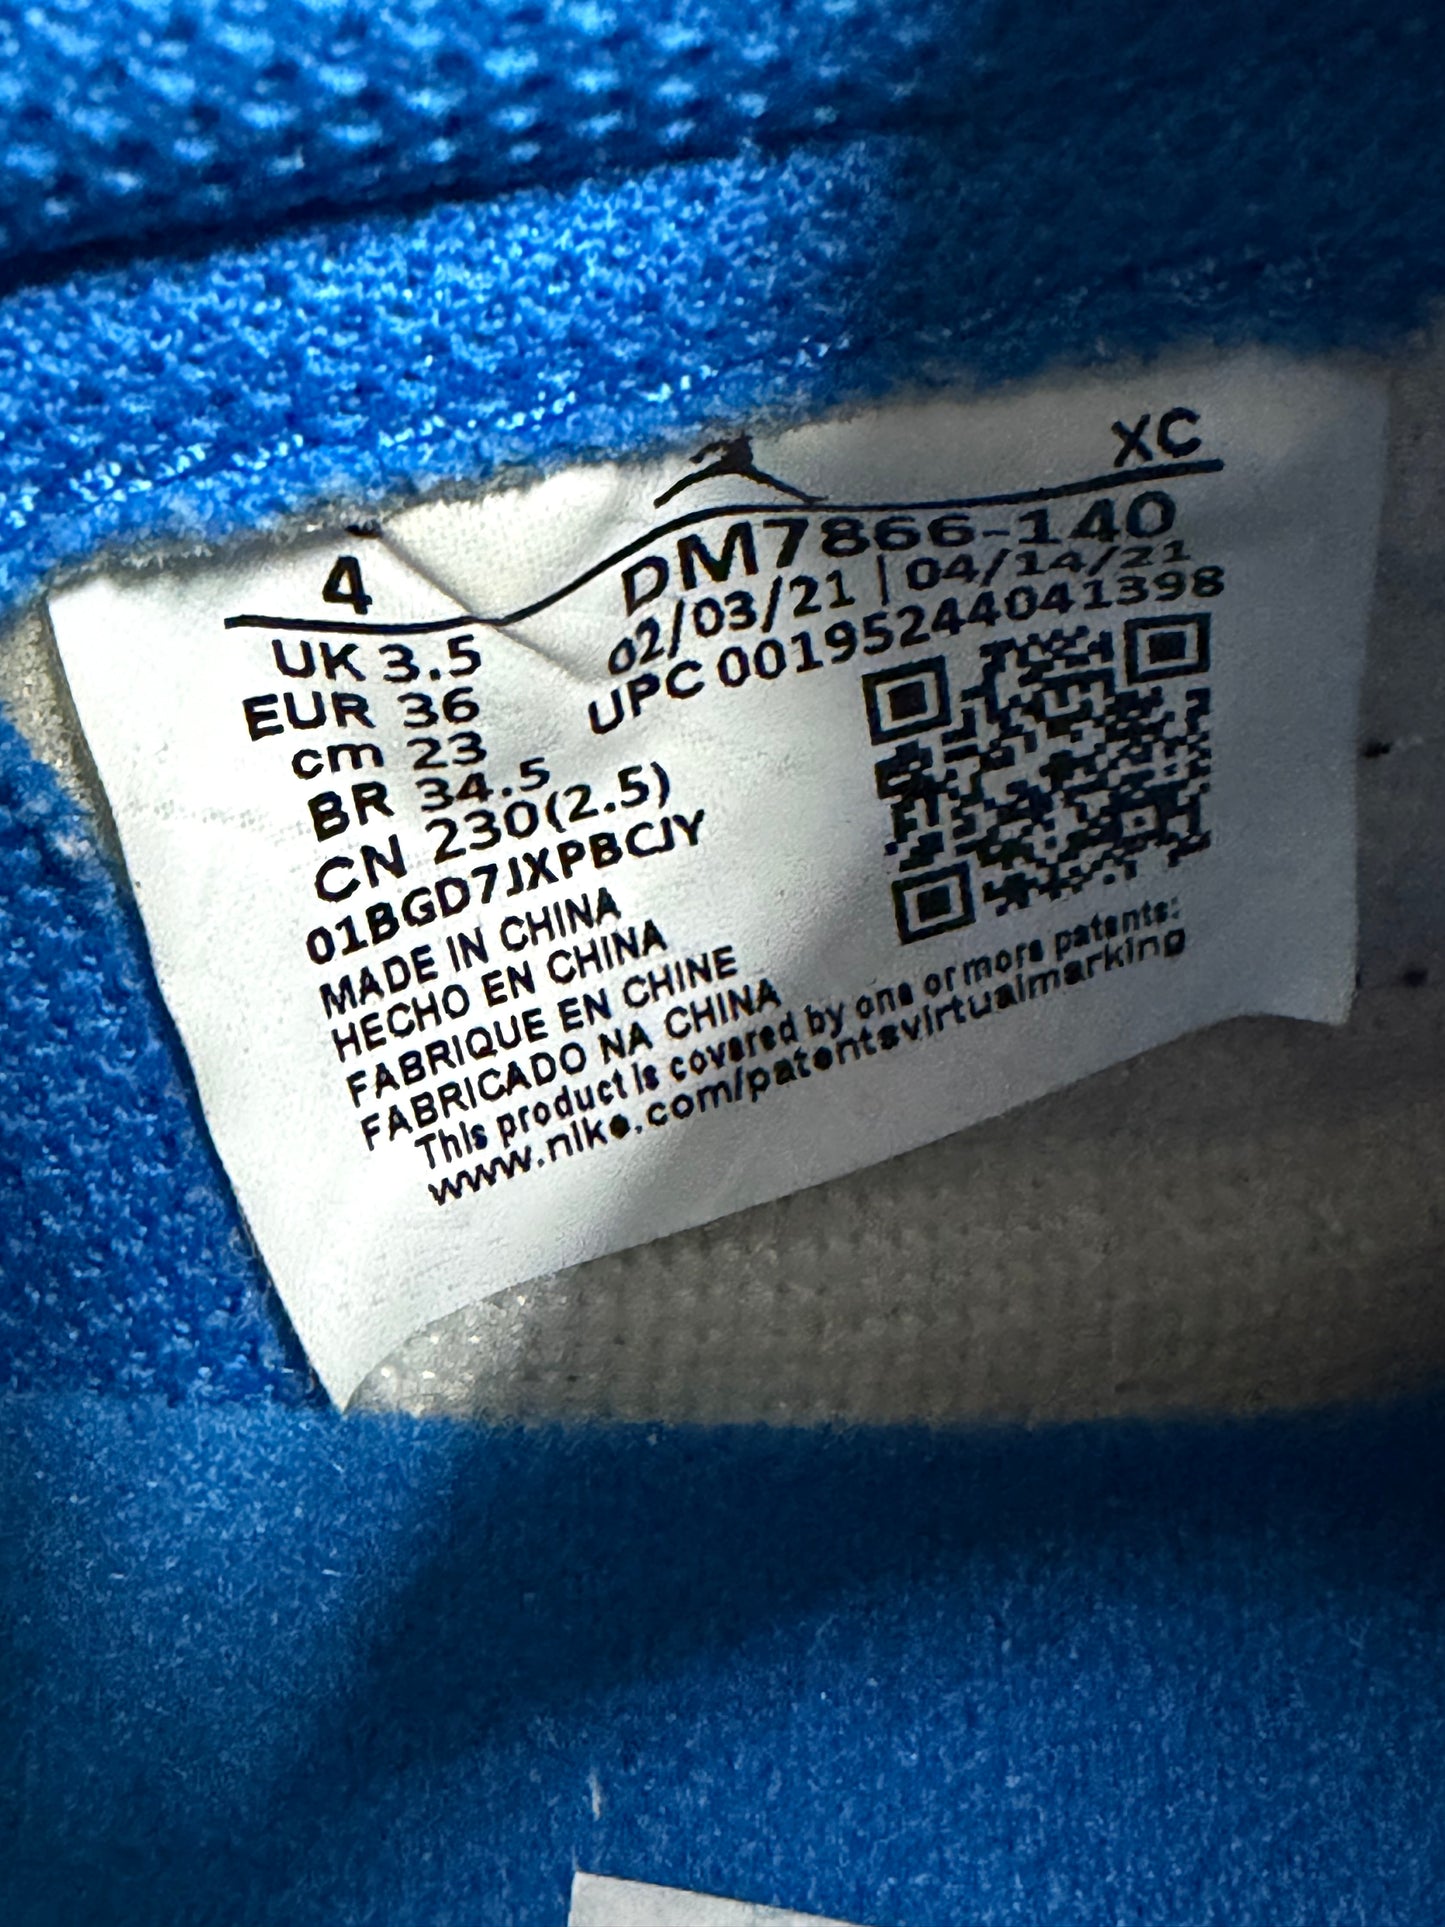 XC
4
DM7866-140
02/03/21 | 04/14/21
UPC 00195244041398
UK 3.5
EUR 36
cm 23
BR 34.5
CN 230(2.5)
01BGD7JXPBCJY
MADE IN CHINA
HECHO EN CHINA
FABRIQUE EN CHINE
FABRICADO NA CHINA
This product is covered by one or more patents:
www.nike.com/patentsvirtualmarking